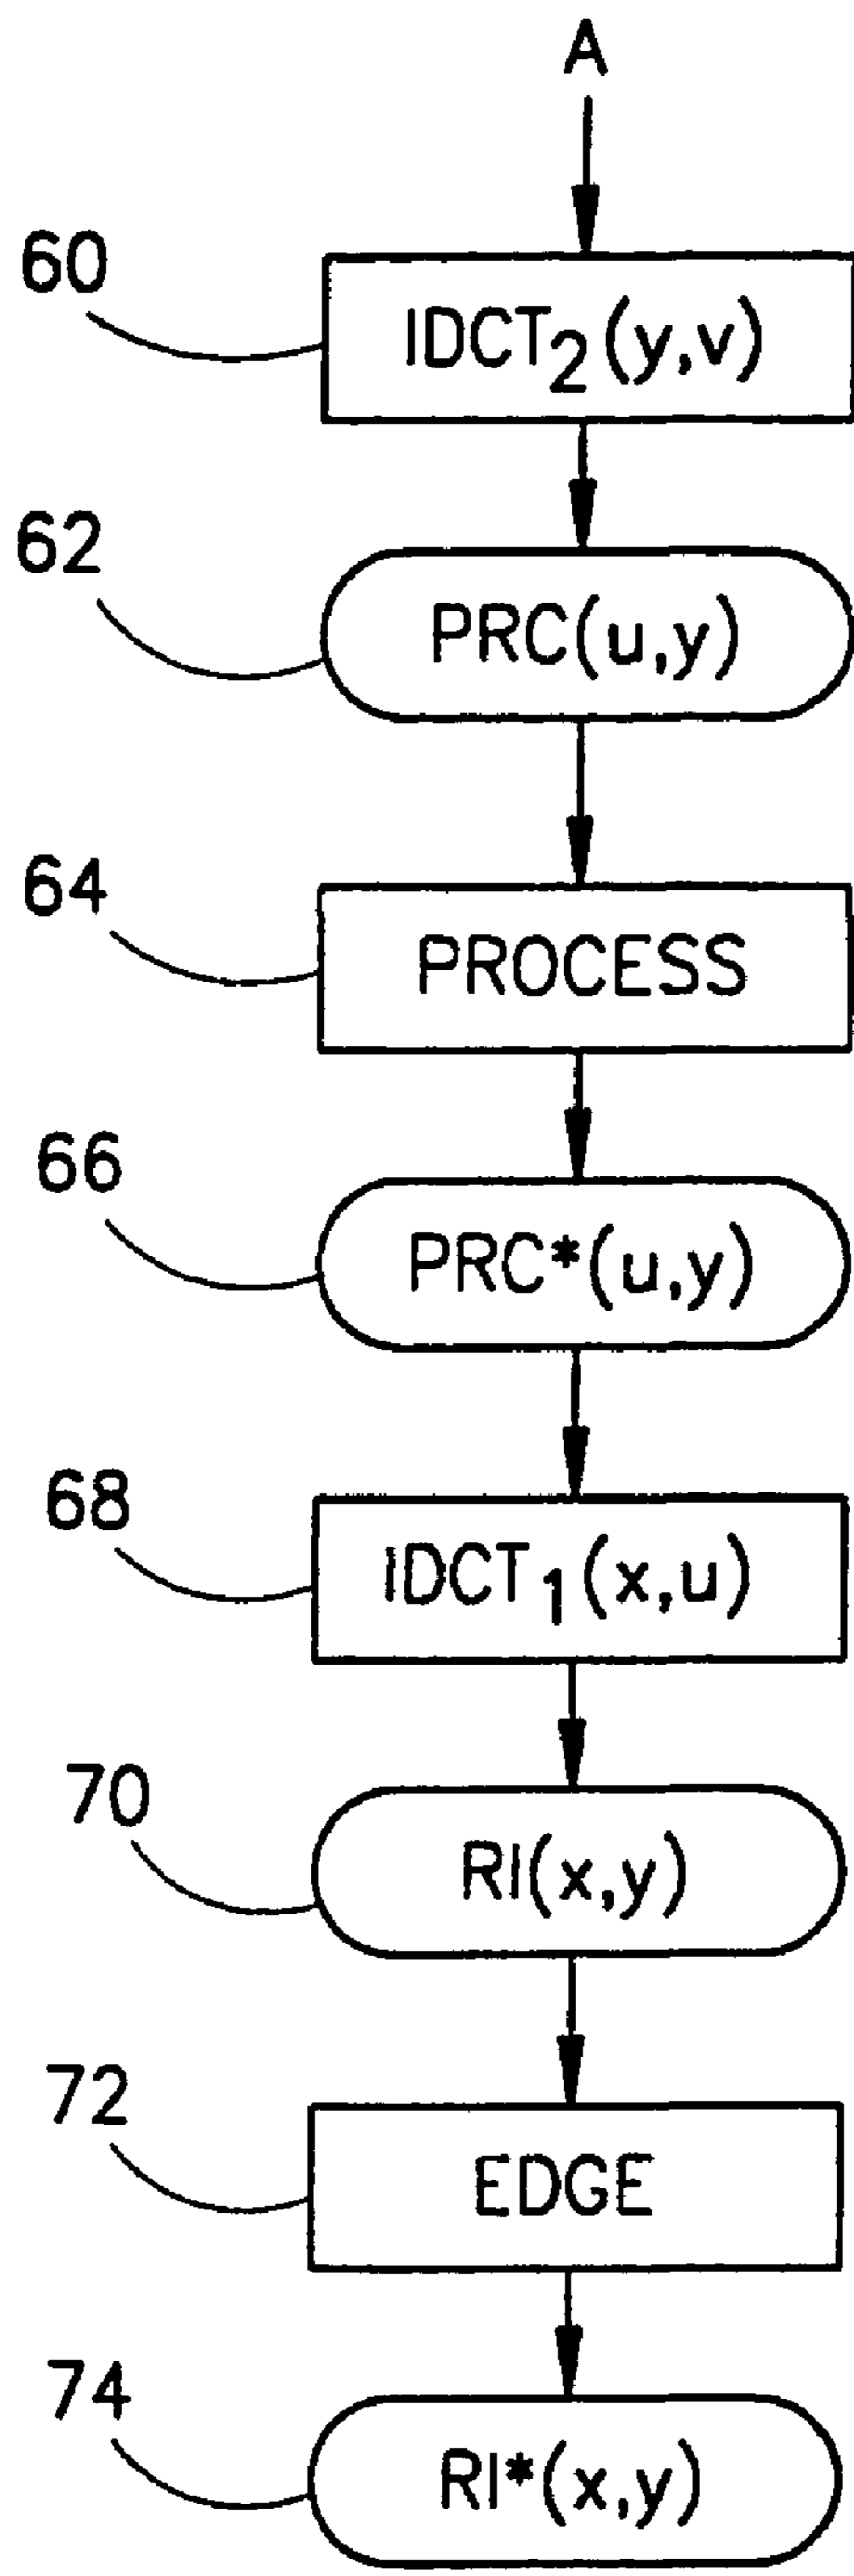 A
60
IDCT₂(y,v)
62
PRC(u,y)
64
PROCESS
66
PRC*(u,y)
68
IDCT₁(x,u)
70
RI(x,y)
72
EDGE
74
RI*(x,y)